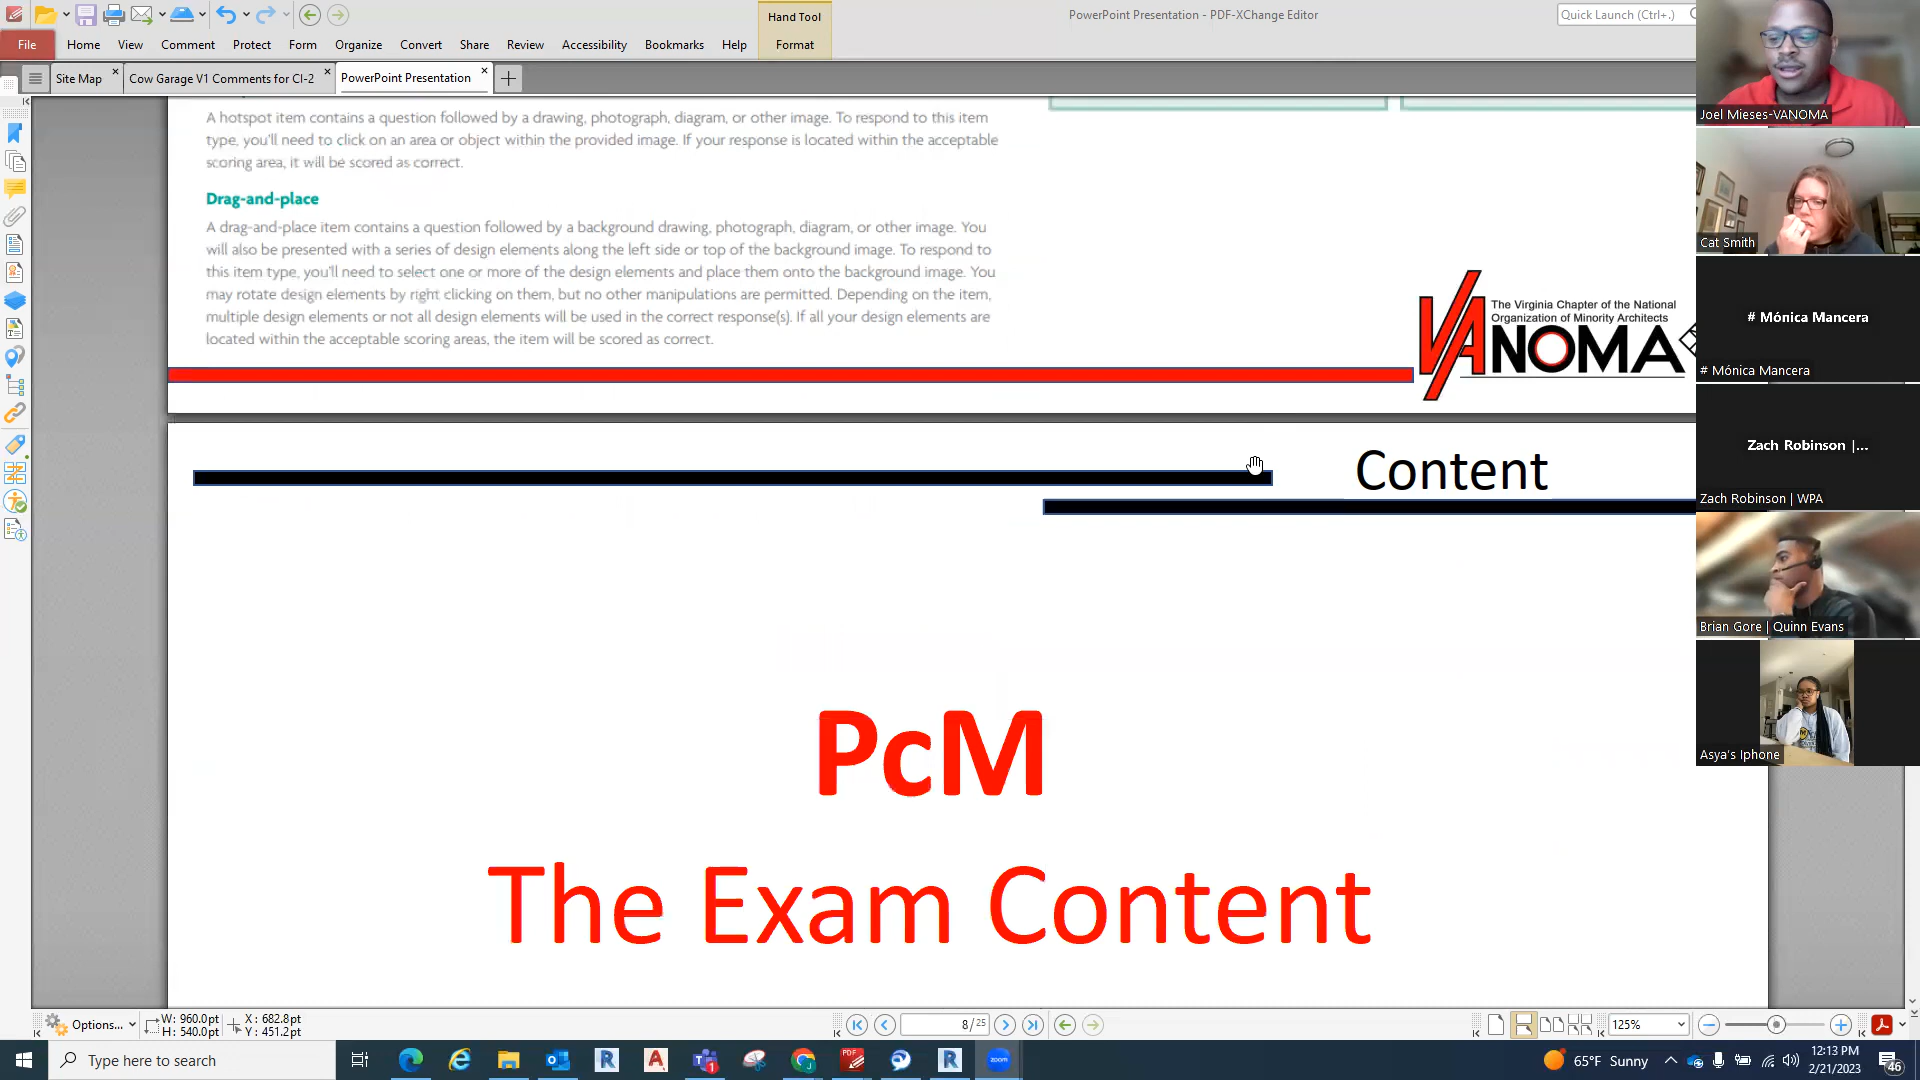 PowerPoint Presentation - PDF-XChange Editor
Quick Launch (Ctrl+.)
Hand Tool
File Home View Comment Protect Form Organize Convert Share Review Accessibility Bookmarks Help Format
Site Map
Cow Garage V1 Comments for CI-2
PowerPoint Presentation
A hotspot item contains a question followed by a drawing, photograph, diagram, or other image. To respond to this item
type, you'll need to click on an area or object within the provided image. If your response is located within the acceptable
scoring area, it will be scored as correct.
Drag-and-place
A drag-and-place item contains a question followed by a background drawing, photograph, diagram, or other image. You
will also be presented with a series of design elements along the left side or top of the background image. To respond to
this item type, you'll need to select one or more of the design elements and place them onto the background image. You
may rotate design elements by right clicking on them, but no other manipulations are permitted. Depending on the item,
multiple design elements or not all design elements will be used in the correct response(s). If all your design elements are
located within the acceptable scoring areas, the item will be scored as correct.
The Virginia Chapter of the National
Organization of Minority Architects
VANOMA
Content
PcM
The Exam Content
Joel Mieses-VANOMA
Cat Smith
# Mónica Mancera
# Mónica Mancera
Zach Robinson |...
Zach Robinson | WPA
Brian Gore | Quinn Evans
Asya's Iphone
Options...
W: 960.0pt
H: 540.0pt
X : 682.8pt
Y : 451.2pt
8 / 25
125%
Type here to search
65°F Sunny
12:13 PM
2/21/2023
46